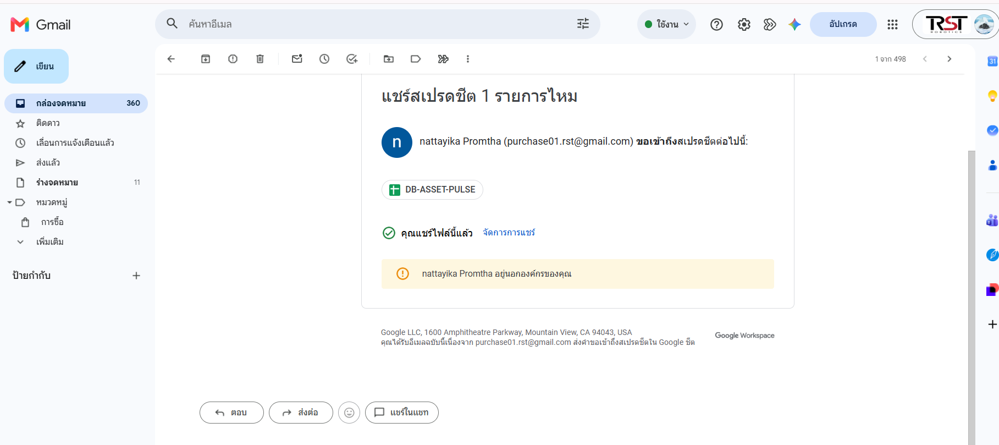 Gmail
ค้นหาอีเมล
ใช้งาน
อัปเกรด
RST
ROBOTICS
เขียน
1 จาก 498
31
กล่องจดหมาย 360
ติดดาว
เลื่อนการแจ้งเตือนแล้ว
ส่งแล้ว
ร่างจดหมาย 11
หมวดหมู่
การซื้อ
เพิ่มเติม
ป้ายกำกับ
แชร์สเปรดชีต 1 รายการไหม
n
nattayika Promtha (purchase01.rst@gmail.com) ขอเข้าถึงสเปรดชีตต่อไปนี้:
DB-ASSET-PULSE
คุณแชร์ไฟล์นี้แล้ว จัดการการแชร์
nattayika Promtha อยู่นอกองค์กรของคุณ
Google LLC, 1600 Amphitheatre Parkway, Mountain View, CA 94043, USA
คุณได้รับอีเมลฉบับนี้เนื่องจาก purchase01.rst@gmail.com ส่งคำขอเข้าถึงสเปรดชีตใน Google ชีต
Google Workspace
ตอบ
ส่งต่อ
แชร์ในแชท